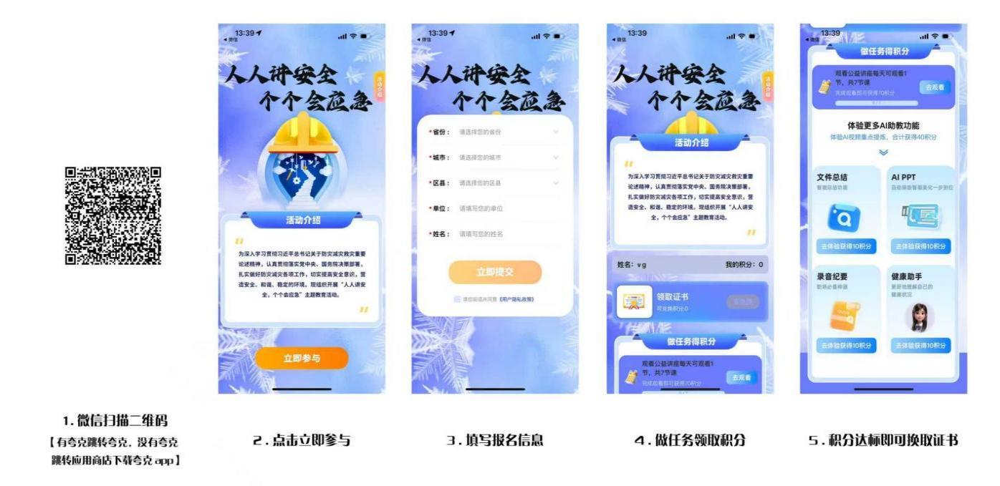 13:39
微信
人人讲安全
个个会应急
活动介绍
活动介绍
为深入学习贯彻习近平总书记关于防灾减灾救灾重要
论述精神，认真贯彻落实党中央、国务院决策部署，
扎实做好防灾减灾各项工作，切实提高安全意识，营
造安全、和谐、稳定的环境。现组织开展“人人讲安
全，个个会应急”主题教育活动。
立即参与
13:39
微信
人人讲安全
个个会应急
*省份： 请选择您的省份
*城市： 请选择您的城市
*区县： 请选择您的区县
*单位： 请填写您的单位
*姓名： 请填写您的姓名
立即提交
请您阅读并同意《用户隐私政策》
13:39
微信
人人讲安全
个个会应急
活动介绍
活动介绍
为深入学习贯彻习近平总书记关于防灾减灾救灾重要
论述精神，认真贯彻落实党中央、国务院决策部署，
扎实做好防灾减灾各项工作，切实提高安全意识，营
造安全、和谐、稳定的环境。现组织开展“人人讲安
全，个个会应急”主题教育活动。
姓名：vg 我的积分：0
领取证书
可兑换积分:0
做任务得积分
观看公益讲座每天可观看1
节，共7节课
完成观看即可获得70积分
去观看
13:39
微信
做任务得积分
观看公益讲座每天可观看1
节，共7节课
完成观看即可获得70积分
去观看
体验更多AI助教功能
体验AI视频重点提炼，合计获得40积分
文件总结
智能总结功能
去体验获得10积分
AI PPT
自动排版智能美化一步到位
去体验获得10积分
录音纪要
职场必备神器
去体验获得10积分
健康助手
更好地理解自己的
健康状况
去体验获得10积分
1.微信扫描二维码
【有夸克跳转夸克，没有夸克
跳转应用商店下载夸克app】
2.点击立即参与
3.填写报名信息
4.做任务领取积分
5.积分达标即可换取证书